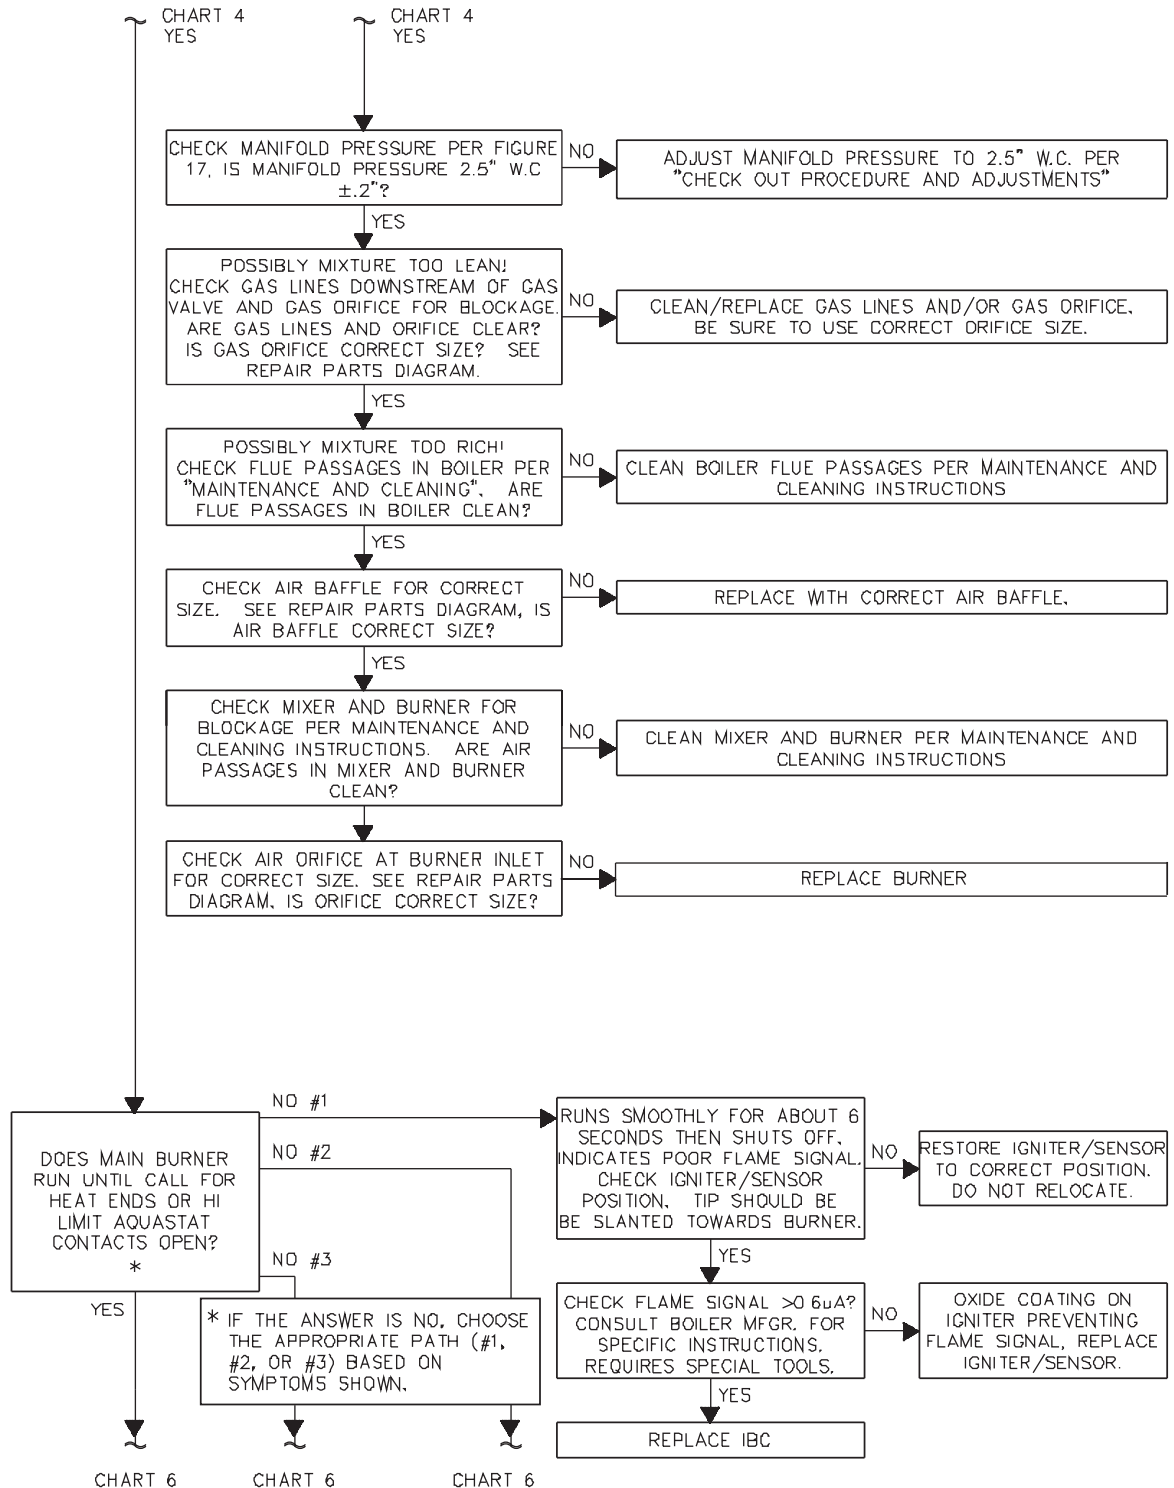 CHART 4
YES
CHART 4
YES
CHECK MANIFOLD PRESSURE PER FIGURE
17, IS MANIFOLD PRESSURE 2.5" W.C
±.2"?
NO
ADJUST MANIFOLD PRESSURE TO 2.5" W.C. PER
"CHECK OUT PROCEDURE AND ADJUSTMENTS"
YES
POSSIBLY MIXTURE TOO LEAN!
CHECK GAS LINES DOWNSTREAM OF GAS
VALVE AND GAS ORIFICE FOR BLOCKAGE.
ARE GAS LINES AND ORIFICE CLEAR?
IS GAS ORIFICE CORRECT SIZE? SEE
REPAIR PARTS DIAGRAM.
NO
CLEAN/REPLACE GAS LINES AND/OR GAS ORIFICE.
BE SURE TO USE CORRECT ORIFICE SIZE.
YES
POSSIBLY MIXTURE TOO RICH!
CHECK FLUE PASSAGES IN BOILER PER
"MAINTENANCE AND CLEANING". ARE
FLUE PASSAGES IN BOILER CLEAN?
NO
CLEAN BOILER FLUE PASSAGES PER MAINTENANCE AND
CLEANING INSTRUCTIONS
YES
CHECK AIR BAFFLE FOR CORRECT
SIZE. SEE REPAIR PARTS DIAGRAM, IS
AIR BAFFLE CORRECT SIZE?
NO
REPLACE WITH CORRECT AIR BAFFLE.
YES
CHECK MIXER AND BURNER FOR
BLOCKAGE PER MAINTENANCE AND
CLEANING INSTRUCTIONS. ARE AIR
PASSAGES IN MIXER AND BURNER
CLEAN?
NO
CLEAN MIXER AND BURNER PER MAINTENANCE AND
CLEANING INSTRUCTIONS
CHECK AIR ORIFICE AT BURNER INLET
FOR CORRECT SIZE. SEE REPAIR PARTS
DIAGRAM. IS ORIFICE CORRECT SIZE?
NO
REPLACE BURNER
DOES MAIN BURNER
RUN UNTIL CALL FOR
HEAT ENDS OR HI
LIMIT AQUASTAT
CONTACTS OPEN?
*
NO #1
NO #2
NO #3
RUNS SMOOTHLY FOR ABOUT 6
SECONDS THEN SHUTS OFF.
INDICATES POOR FLAME SIGNAL.
CHECK IGNITER/SENSOR
POSITION. TIP SHOULD BE
BE SLANTED TOWARDS BURNER.
NO
RESTORE IGNITER/SENSOR
TO CORRECT POSITION.
DO NOT RELOCATE.
YES
YES
* IF THE ANSWER IS NO, CHOOSE
THE APPROPRIATE PATH (#1,
#2, OR #3) BASED ON
SYMPTOMS SHOWN.
CHECK FLAME SIGNAL >0 6uA?
CONSULT BOILER MFGR. FOR
SPECIFIC INSTRUCTIONS.
REQUIRES SPECIAL TOOLS.
NO
OXIDE COATING ON
IGNITER PREVENTING
FLAME SIGNAL, REPLACE
IGNITER/SENSOR.
YES
REPLACE IBC
CHART 6
CHART 6
CHART 6